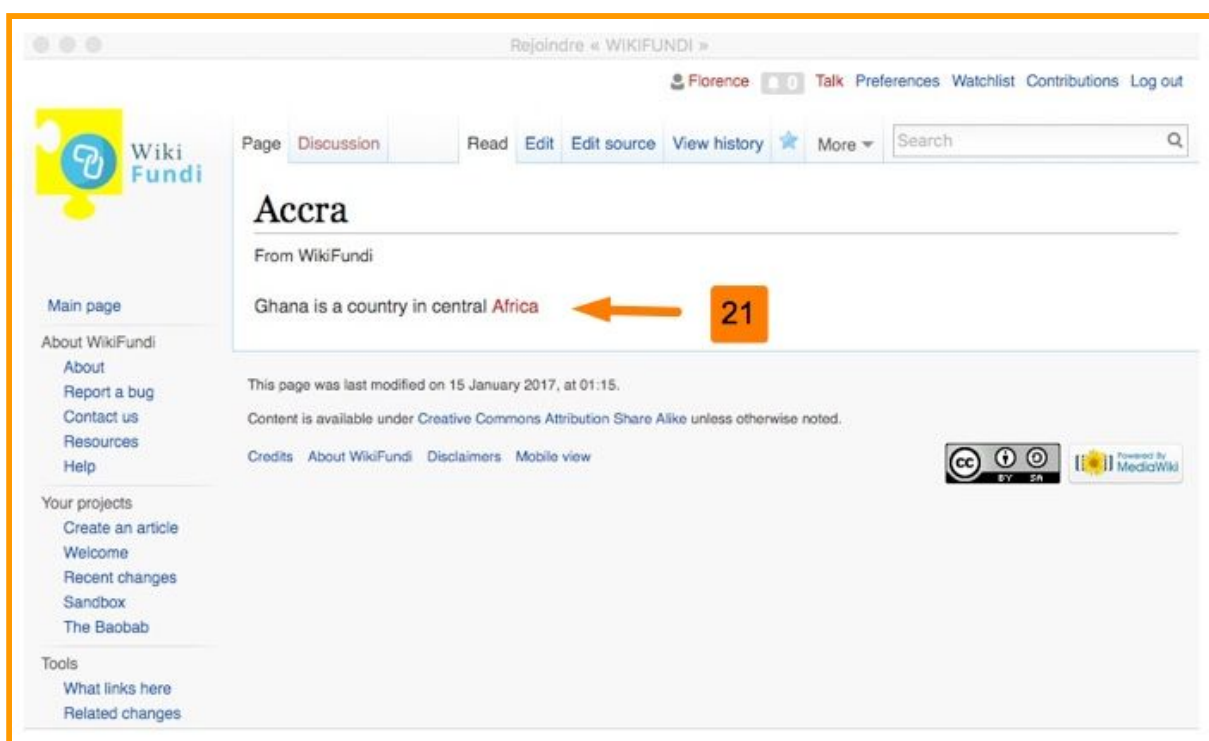 Rejoindre « WIKIFUNDI »
Florence 0 Talk Preferences Watchlist Contributions Log out
Wiki
Fundi
Page Discussion Read Edit Edit source View history More Search
Accra
From WikiFundi
Ghana is a country in central Africa
21
This page was last modified on 15 January 2017, at 01:15.
Content is available under Creative Commons Attribution Share Alike unless otherwise noted.
Credits About WikiFundi Disclaimers Mobile view
cc BY SA
Powered By
MediaWiki
Main page
About WikiFundi
About
Report a bug
Contact us
Resources
Help
Your projects
Create an article
Welcome
Recent changes
Sandbox
The Baobab
Tools
What links here
Related changes